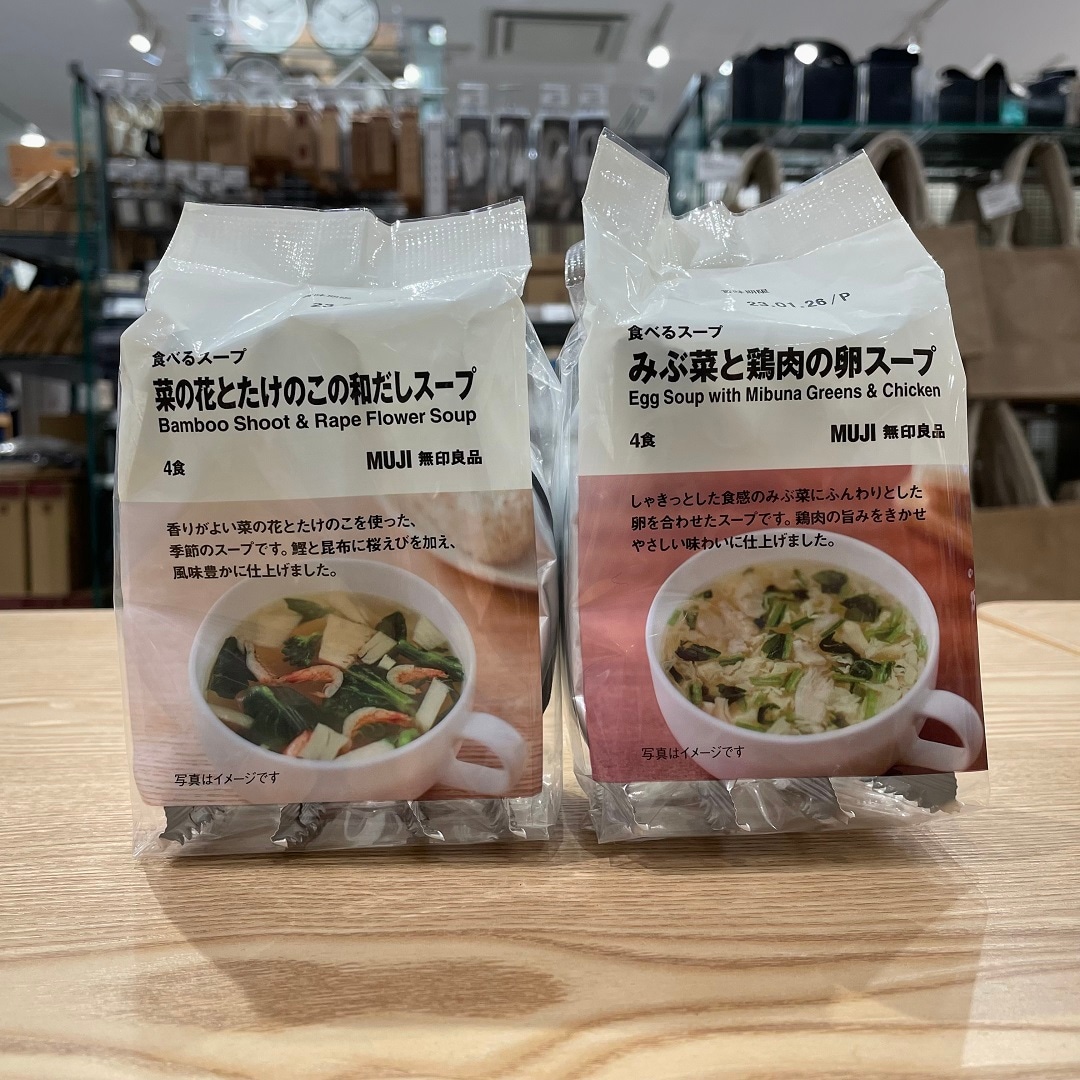 食べるスープ
菜の花とたけのこの和だしスープ
Bamboo Shoot & Rape Flower Soup
4食
MUJI 無印良品
香りがよい菜の花とたけのこを使った、
季節のスープです。鰹と昆布に桜えびを加え、
風味豊かに仕上げました。
写真はイメージです
23.01.26/P
食べるスープ
みぶ菜と鶏肉の卵スープ
Egg Soup with Mibuna Greens & Chicken
4食
MUJI 無印良品
しゃきっとした食感のみぶ菜にふんわりとした
卵を合わせたスープです。鶏肉の旨みをきかせ
やさしい味わいに仕上げました。
写真はイメージです